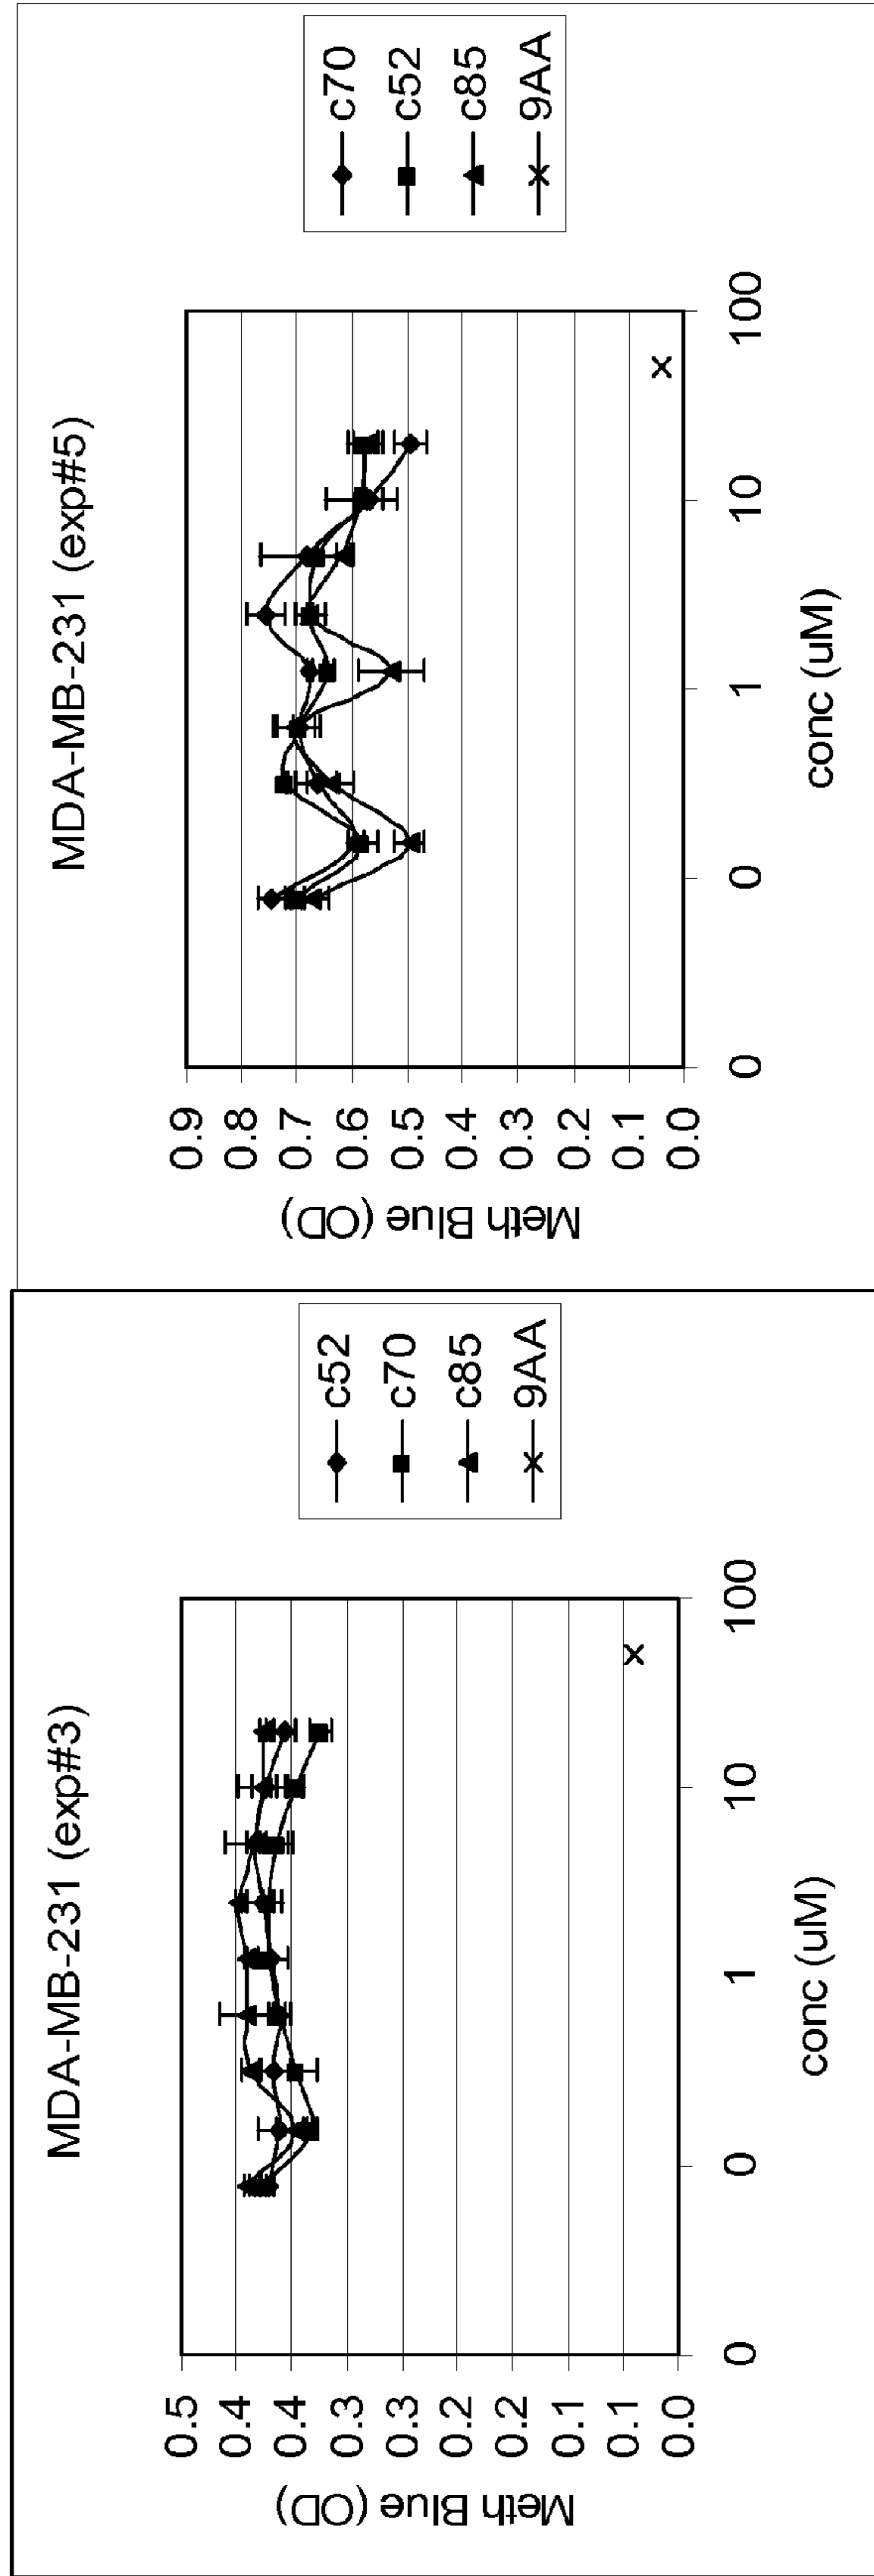 MDA-MB-231 (exp#3)
Meth Blue (OD)
0.5
0.4
0.4
0.3
0.3
0.2
0.2
0.1
0.1
0.0
0 0 1 10 100
conc (uM)
c52
c70
c85
9AA
MDA-MB-231 (exp#5)
Meth Blue (OD)
0.9
0.8
0.7
0.6
0.5
0.4
0.3
0.2
0.1
0.0
0 0 1 10 100
conc (uM)
c70
c52
c85
9AA